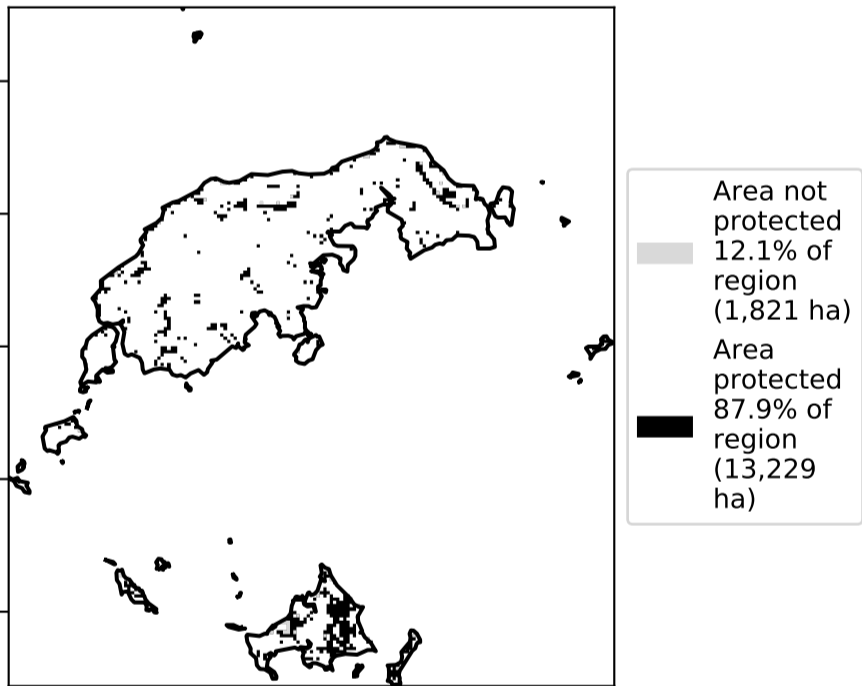 Area not
protected
12.1% of
region
(1,821 ha)
Area
protected
87.9% of
region
(13,229
ha)